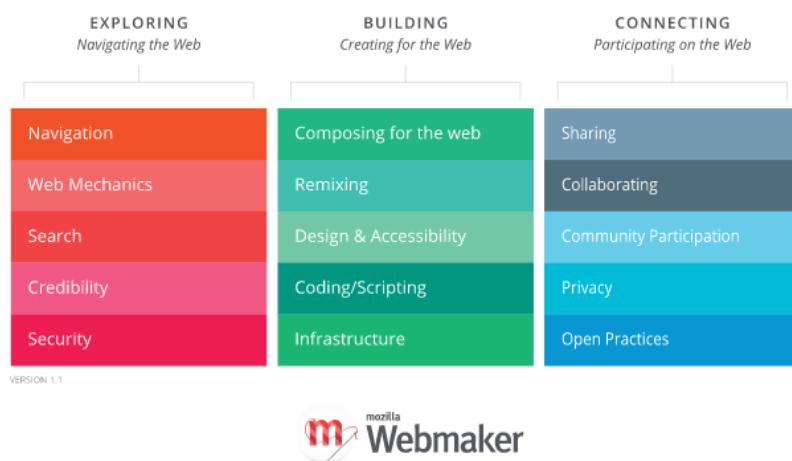 EXPLORING
Navigating the Web
Navigation
Web Mechanics
Search
Credibility
Security
BUILDING
Creating for the Web
Composing for the web
Remixing
Design & Accessibility
Coding/Scripting
Infrastructure
CONNECTING
Participating on the Web
Sharing
Collaborating
Community Participation
Privacy
Open Practices
VERSION 1.1
m
mozilla
Webmaker